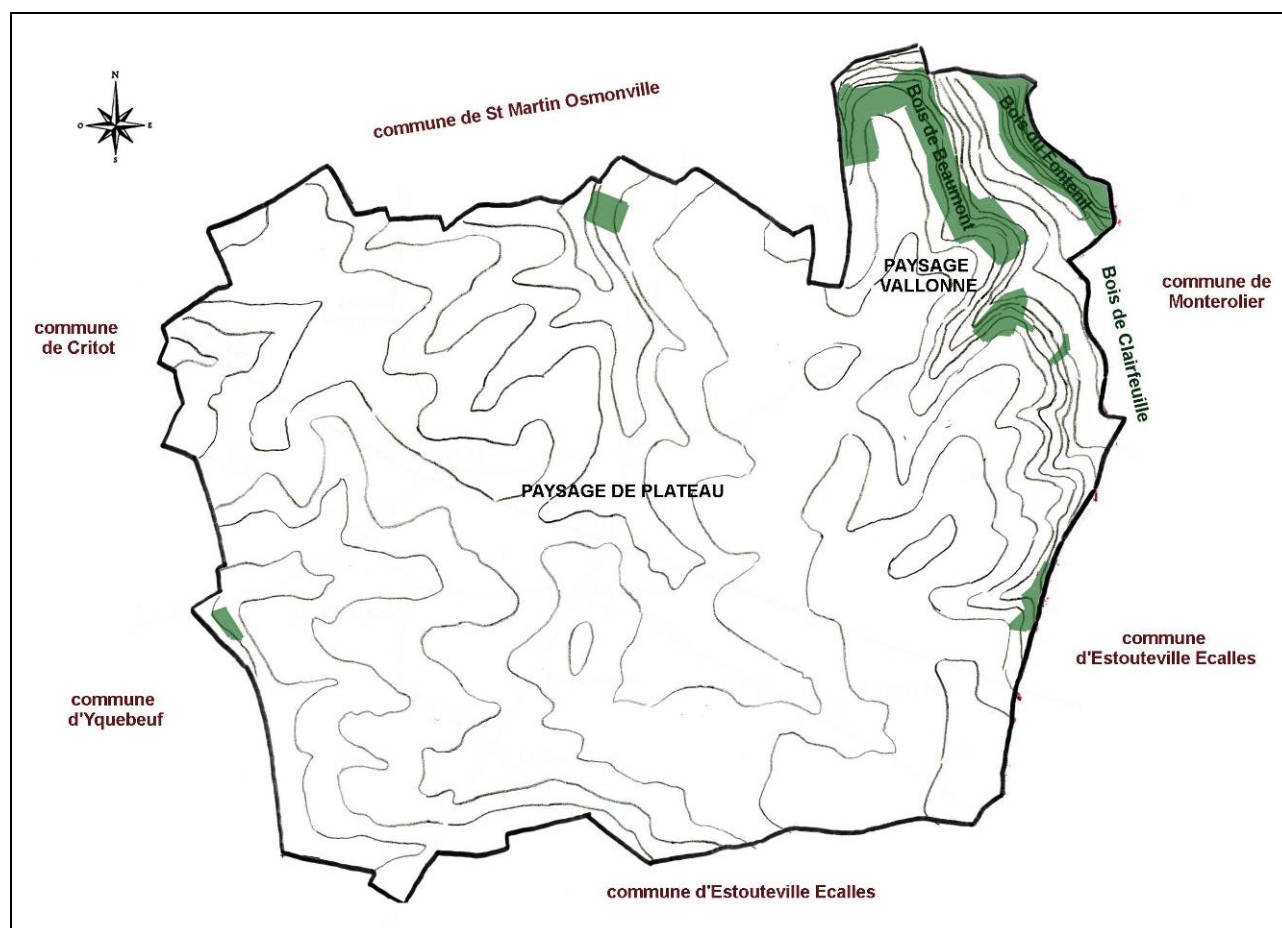 N
O
E
S
commune de St Martin Osmonville
Bois de Beaumont
Bois du Fontenil
PAYSAGE
VALLONNE
commune de
Monterolier
Bois de Clairfeuille
commune
de Critot
PAYSAGE DE PLATEAU
commune
d'Estouteville Ecalles
commune
d'Yquebeuf
commune d'Estouteville Ecalles